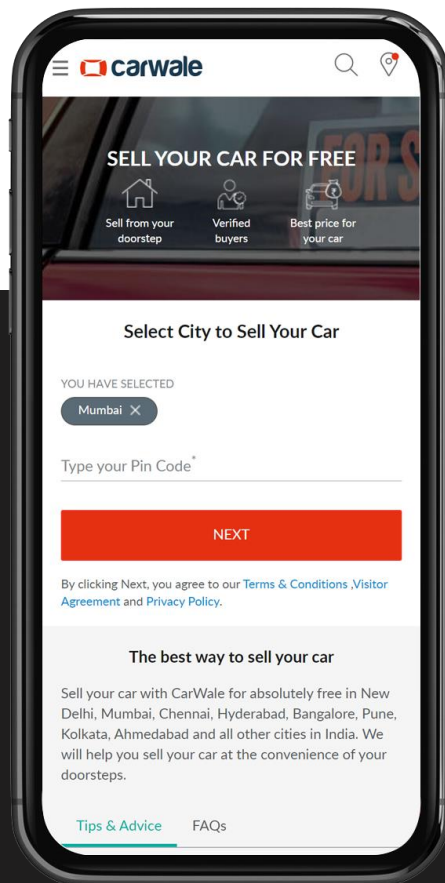 carwale
SELL YOUR CAR FOR FREE
Sell from your Verified Best price for
doorstep buyers your car
FOR S
Select City to Sell Your Car
YOU HAVE SELECTED
Mumbai ×
Type your Pin Code*
NEXT
By clicking Next, you agree to our Terms & Conditions ,Visitor
Agreement and Privacy Policy.
The best way to sell your car
Sell your car with CarWale for absolutely free in New
Delhi, Mumbai, Chennai, Hyderabad, Bangalore, Pune,
Kolkata, Ahmedabad and all other cities in India. We
will help you sell your car at the convenience of your
doorsteps.
Tips & Advice FAQs